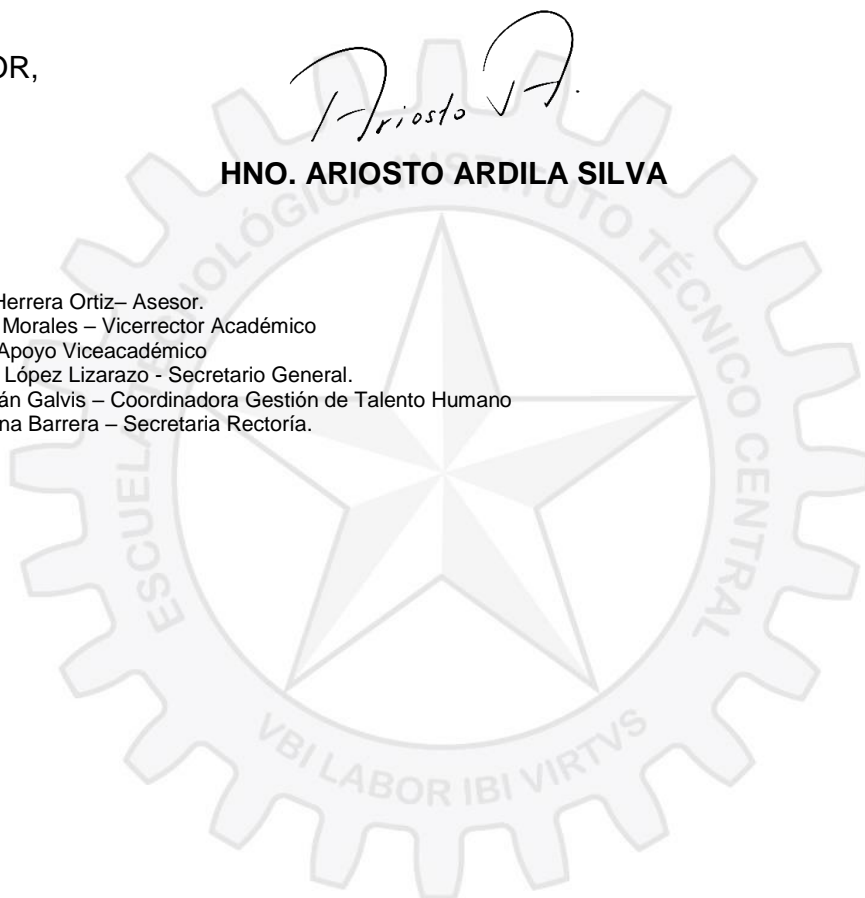 OR,
Ariosto A.
HNO. ARIOSTO ARDILA SILVA
Herrera Ortiz– Asesor.
Morales – Vicerrector Académico
Apoyo Viceacadémico
López Lizarazo - Secretario General.
án Galvis – Coordinadora Gestión de Talento Humano
na Barrera – Secretaria Rectoría.
ESCUELA TECNOLÓGICA INSTITUTO TÉCNICO CENTRAL
VBI LABOR IBI VIRTVS